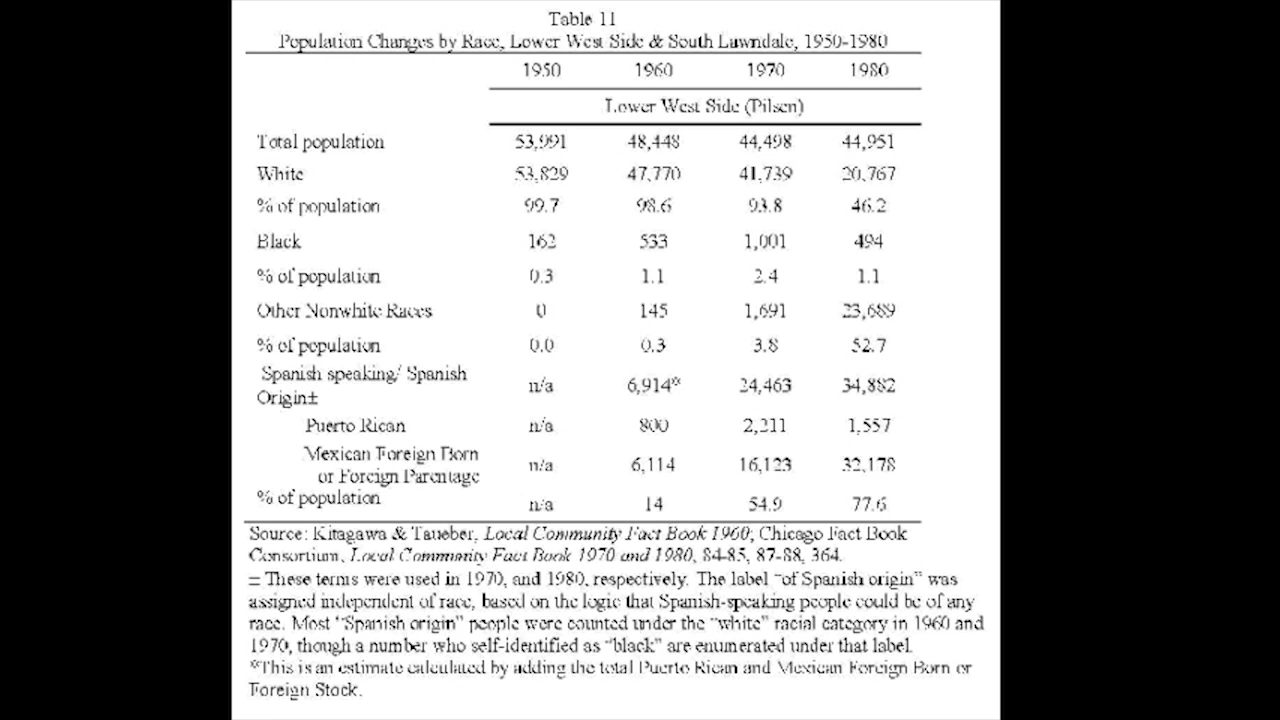 Table 11
Population Changes by Race, Lower West Side & South Lawndale, 1950-1980
1950 1960 1970 1980
Lower West Side (Pilsen)
Total population 53,991 48,448 44,498 44,951
White 53,829 47,770 41,739 20,767
% of population 99.7 98.6 93.8 46.2
Black 162 533 1,001 494
% of population 0.3 1.1 2.4 1.1
Other Nonwhite Races 0 145 1,691 23,689
% of population 0.0 0.3 3.8 52.7
Spanish speaking/ Spanish
Origin± n/a 6,914* 24,463 34,882
Puerto Rican n/a 800 2,211 1,557
Mexican Foreign Born
or Foreign Parentage n/a 6,114 16,123 32,178
% of population n/a 14 54.9 77.6
Source: Kitagawa & Taueber, Local Community Fact Book 1960; Chicago Fact Book
Consortium, Local Community Fact Book 1970 and 1980, 84-85, 87-88, 364.
± These terms were used in 1970, and 1980, respectively. The label "of Spanish origin" was
assigned independent of race, based on the logic that Spanish-speaking people could be of any
race. Most "Spanish origin" people were counted under the "white" racial category in 1960 and
1970, though a number who self-identified as "black" are enumerated under that label.
*This is an estimate calculated by adding the total Puerto Rican and Mexican Foreign Born or
Foreign Stock.